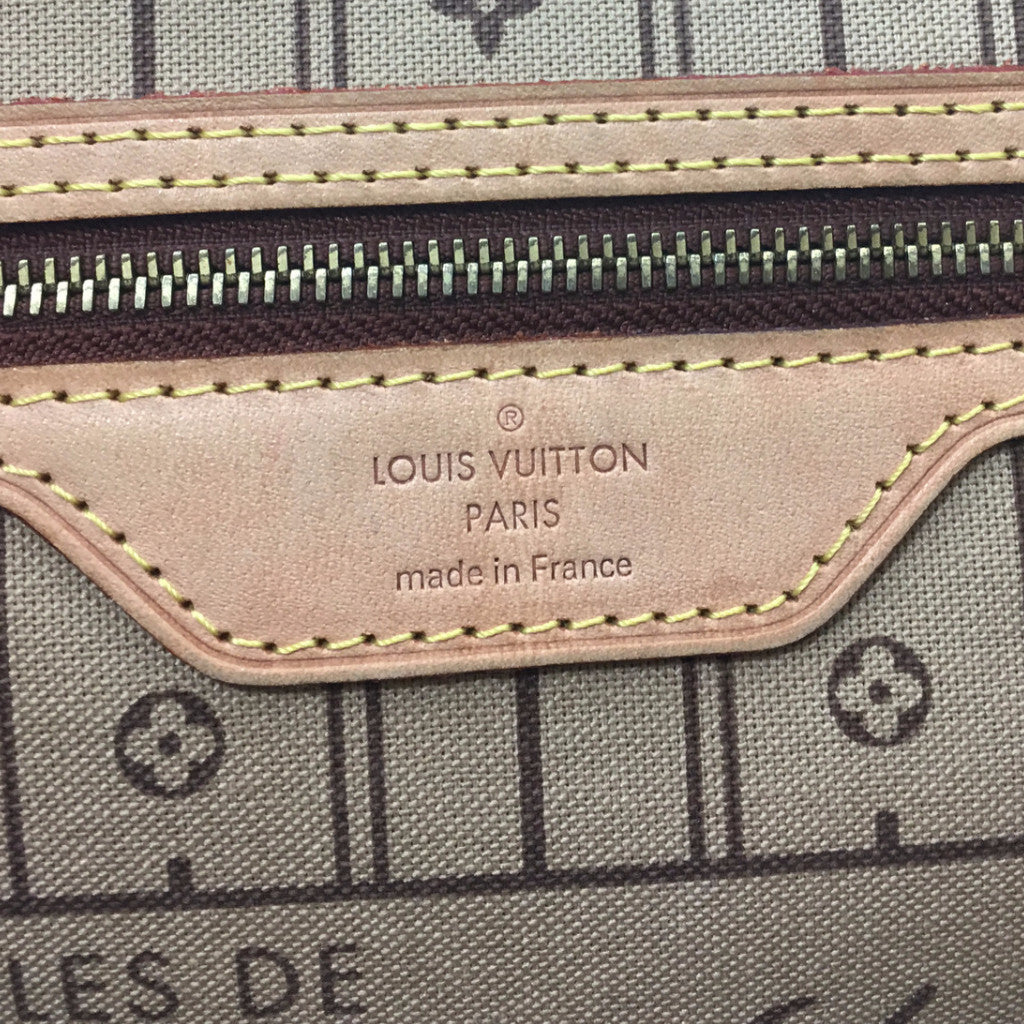 ®
LOUIS VUITTON
PARIS
made in France
LES DE